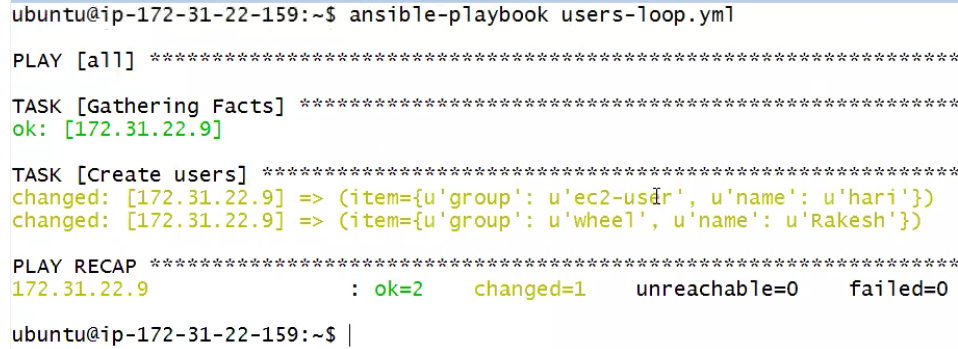 ubuntu@ip-172-31-22-159:~$ ansible-playbook users-loop.yml
PLAY [all] *****************************************************************
TASK [Gathering Facts] *****************************************************
ok: [172.31.22.9]
TASK [Create users] ********************************************************
changed: [172.31.22.9] => (item={u'group': u'ec2-user', u'name': u'hari'})
changed: [172.31.22.9] => (item={u'group': u'wheel', u'name': u'Rakesh'})
PLAY RECAP *****************************************************************
172.31.22.9 : ok=2 changed=1 unreachable=0 failed=0
ubuntu@ip-172-31-22-159:~$